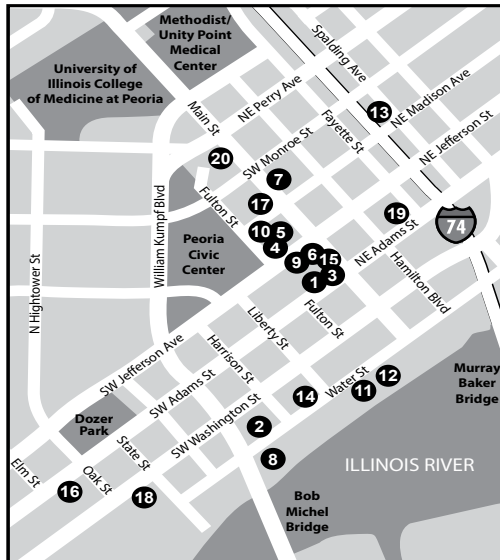 Methodist/
Unity Point
Medical
Center
University of
Illinois College
of Medicine at Peoria
Spalding Ave
NE Perry Ave
NE Madison Ave
13
Main St
Fayette St
SW Monroe St
NE Jefferson St
20
7
William Kumpf Blvd
Fulton St
17
19
10
5
74
4
6
15
NE Adams St
9
3
1
Peoria
Civic
Center
Hamilton Blvd
N Hightower St
Fulton St
Liberty St
SW Jefferson Ave
Harrison St
Murray
Baker
Bridge
SW Adams St
Water St
12
11
14
SW Washington St
Dozer
Park
2
State St
8
ILLINOIS RIVER
Elm St
Oak St
16
18
Bob
Michel
Bridge